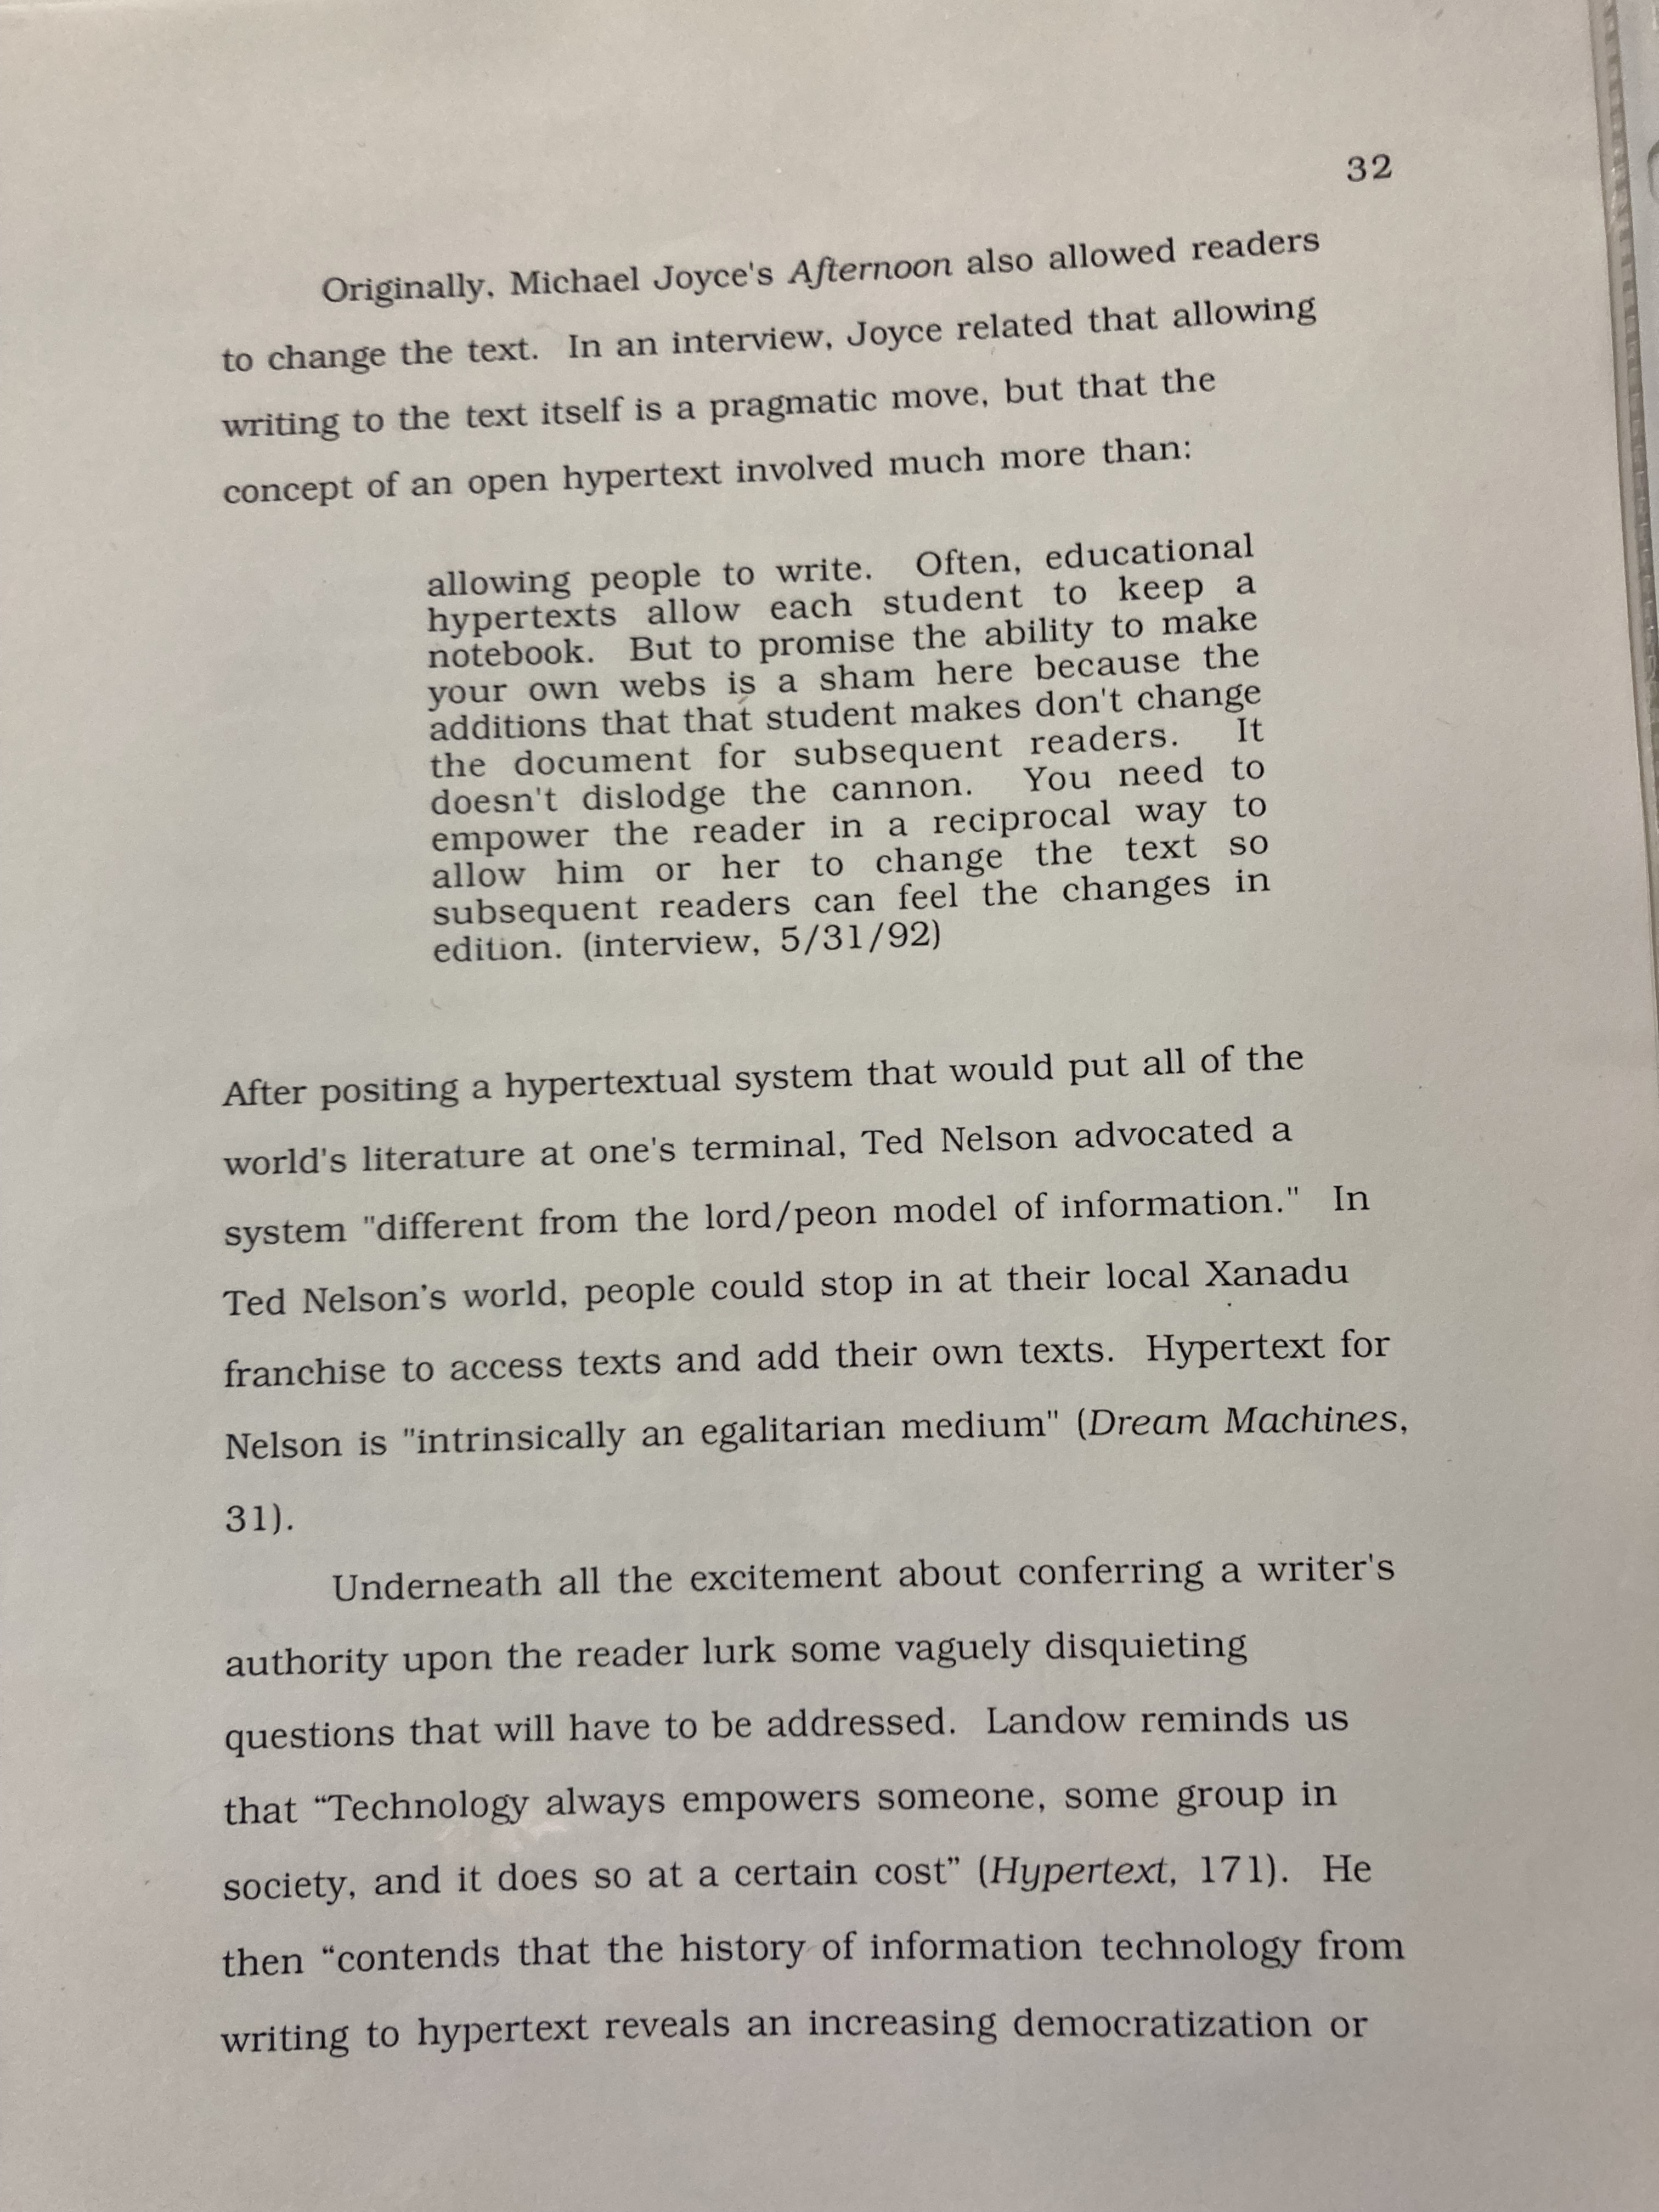 32
Originally, Michael Joyce's Afternoon also allowed readers
to change the text. In an interview, Joyce related that allowing
writing to the text itself is a pragmatic move, but that the
concept of an open hypertext involved much more than:
allowing people to write. Often, educational
hypertexts allow each student to keep a
notebook. But to promise the ability to make
your own webs is a sham here because the
additions that that student makes don't change
the document for subsequent readers. It
doesn't dislodge the cannon. You need to
empower the reader in a reciprocal way to
allow him or her to change the text so
subsequent readers can feel the changes in
edition. (interview, 5/31/92)
After positing a hypertextual system that would put all of the
world's literature at one's terminal, Ted Nelson advocated a
system "different from the lord/peon model of information." In
Ted Nelson’s world, people could stop in at their local Xanadu
franchise to access texts and add their own texts. Hypertext for
Nelson is "intrinsically an egalitarian medium" (Dream Machines,
31).
Underneath all the excitement about conferring a writer's
authority upon the reader lurk some vaguely disquieting
questions that will have to be addressed. Landow reminds us
that “Technology always empowers someone, some group in
society, and it does so at a certain cost” (Hypertext, 171). He
then “contends that the history of information technology from
writing to hypertext reveals an increasing democratization or